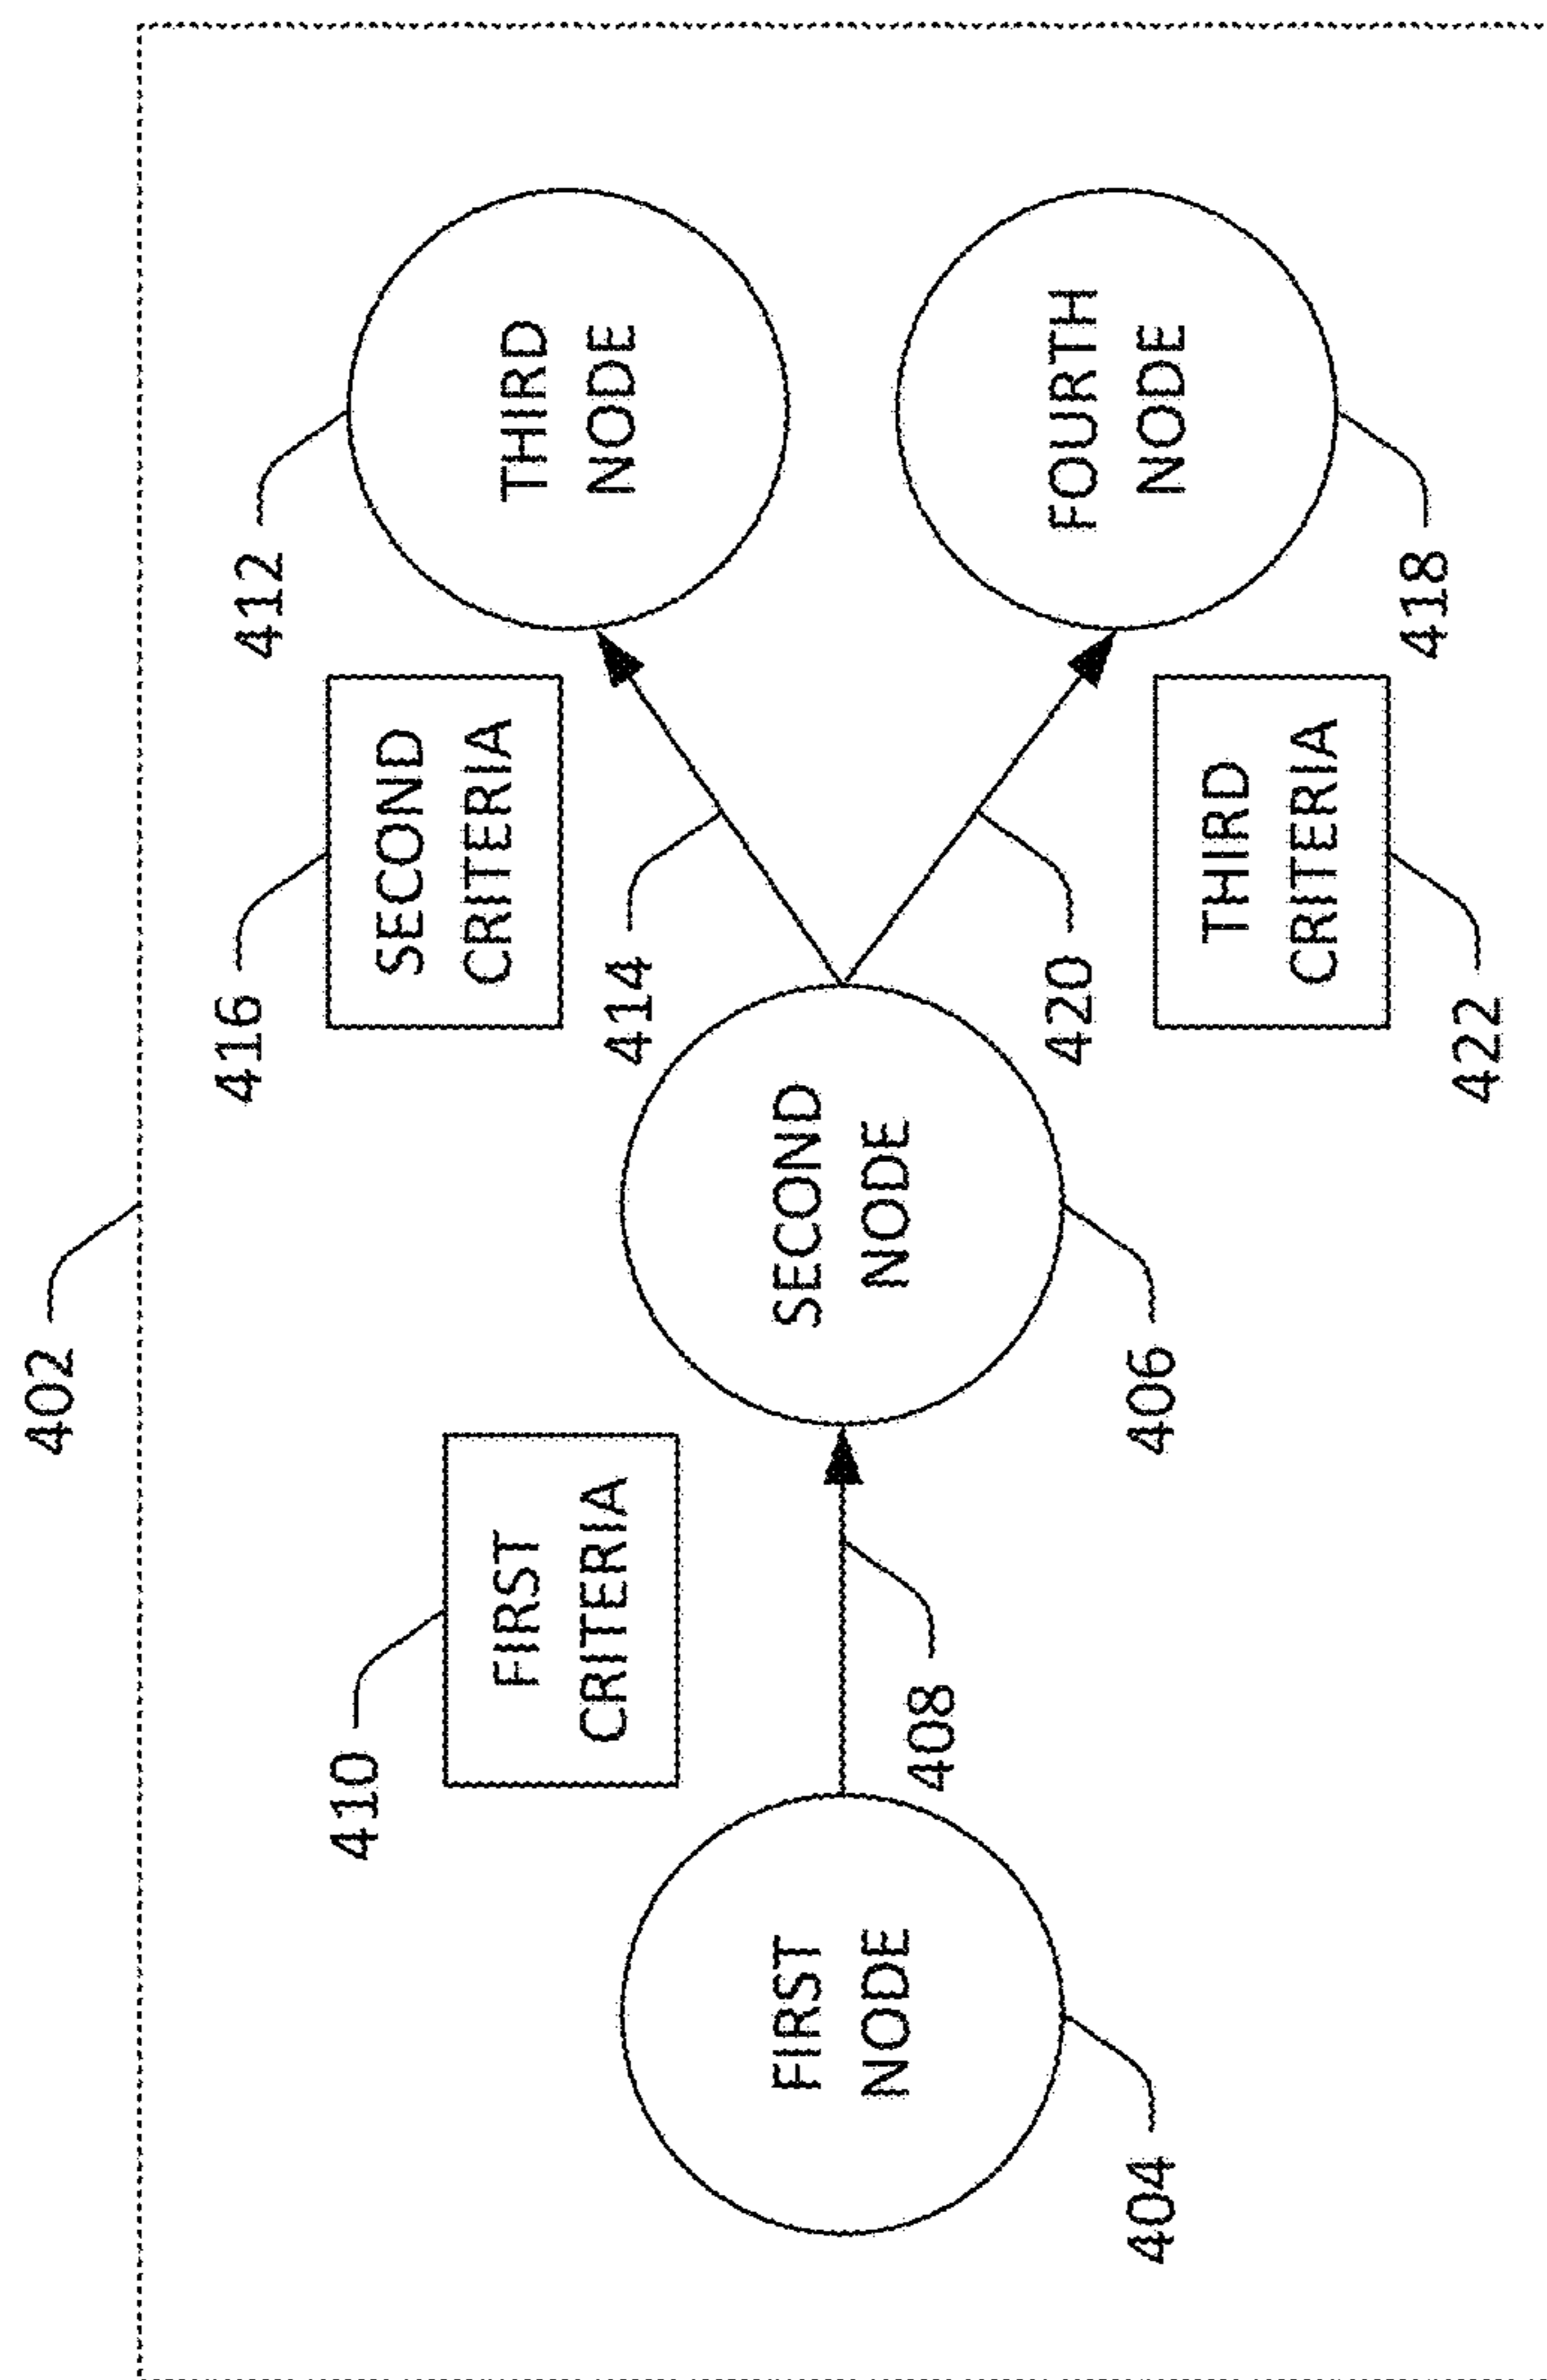 402
410
FIRST
CRITERIA
416
SECOND
CRITERIA
412
THIRD
NODE
414
FIRST
NODE
404
408
SECOND
NODE
406
420
FOURTH
NODE
418
THIRD
CRITERIA
422